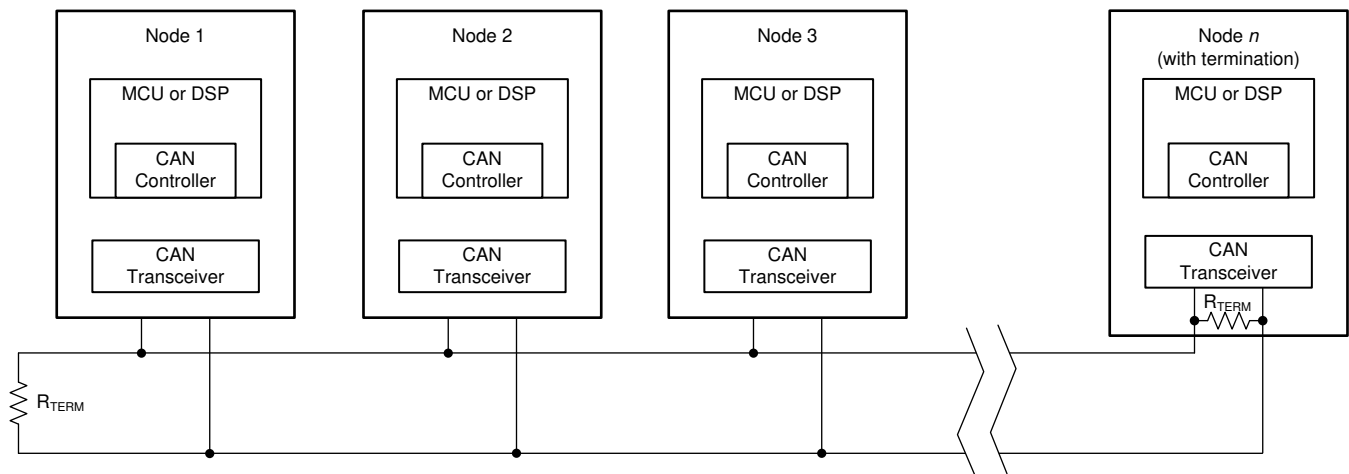 Node 1
MCU or DSP
CAN
Controller
CAN
Transceiver
Node 2
MCU or DSP
CAN
Controller
CAN
Transceiver
Node 3
MCU or DSP
CAN
Controller
CAN
Transceiver
Node n
(with termination)
MCU or DSP
CAN
Controller
CAN
Transceiver
RTERM
RTERM